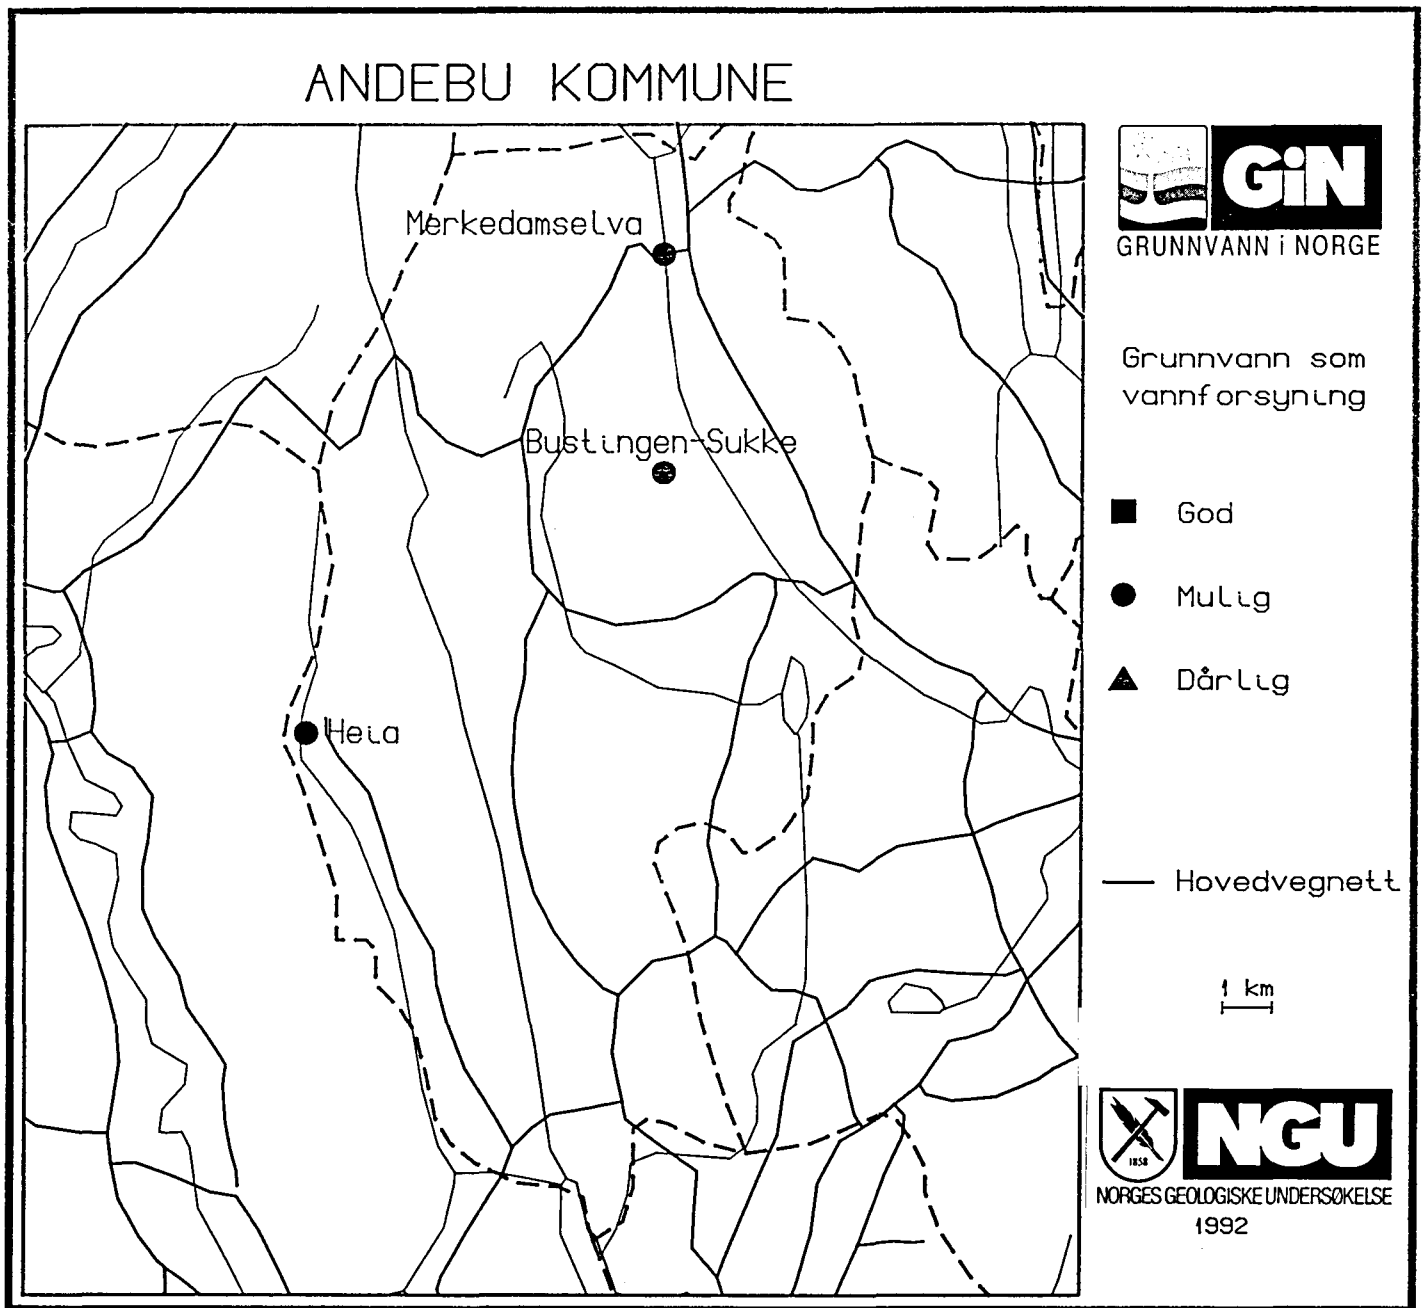 ANDEBU KOMMUNE
Merkedamselva
Bustingen-Sukke
Heia
GiN
GRUNNVANN i NORGE
Grunnvann som
vannforsyning
God
Mulig
Dårlig
Hovedvegnett
1 km
1858
NGU
NORGES GEOLOGISKE UNDERSØKELSE
1992